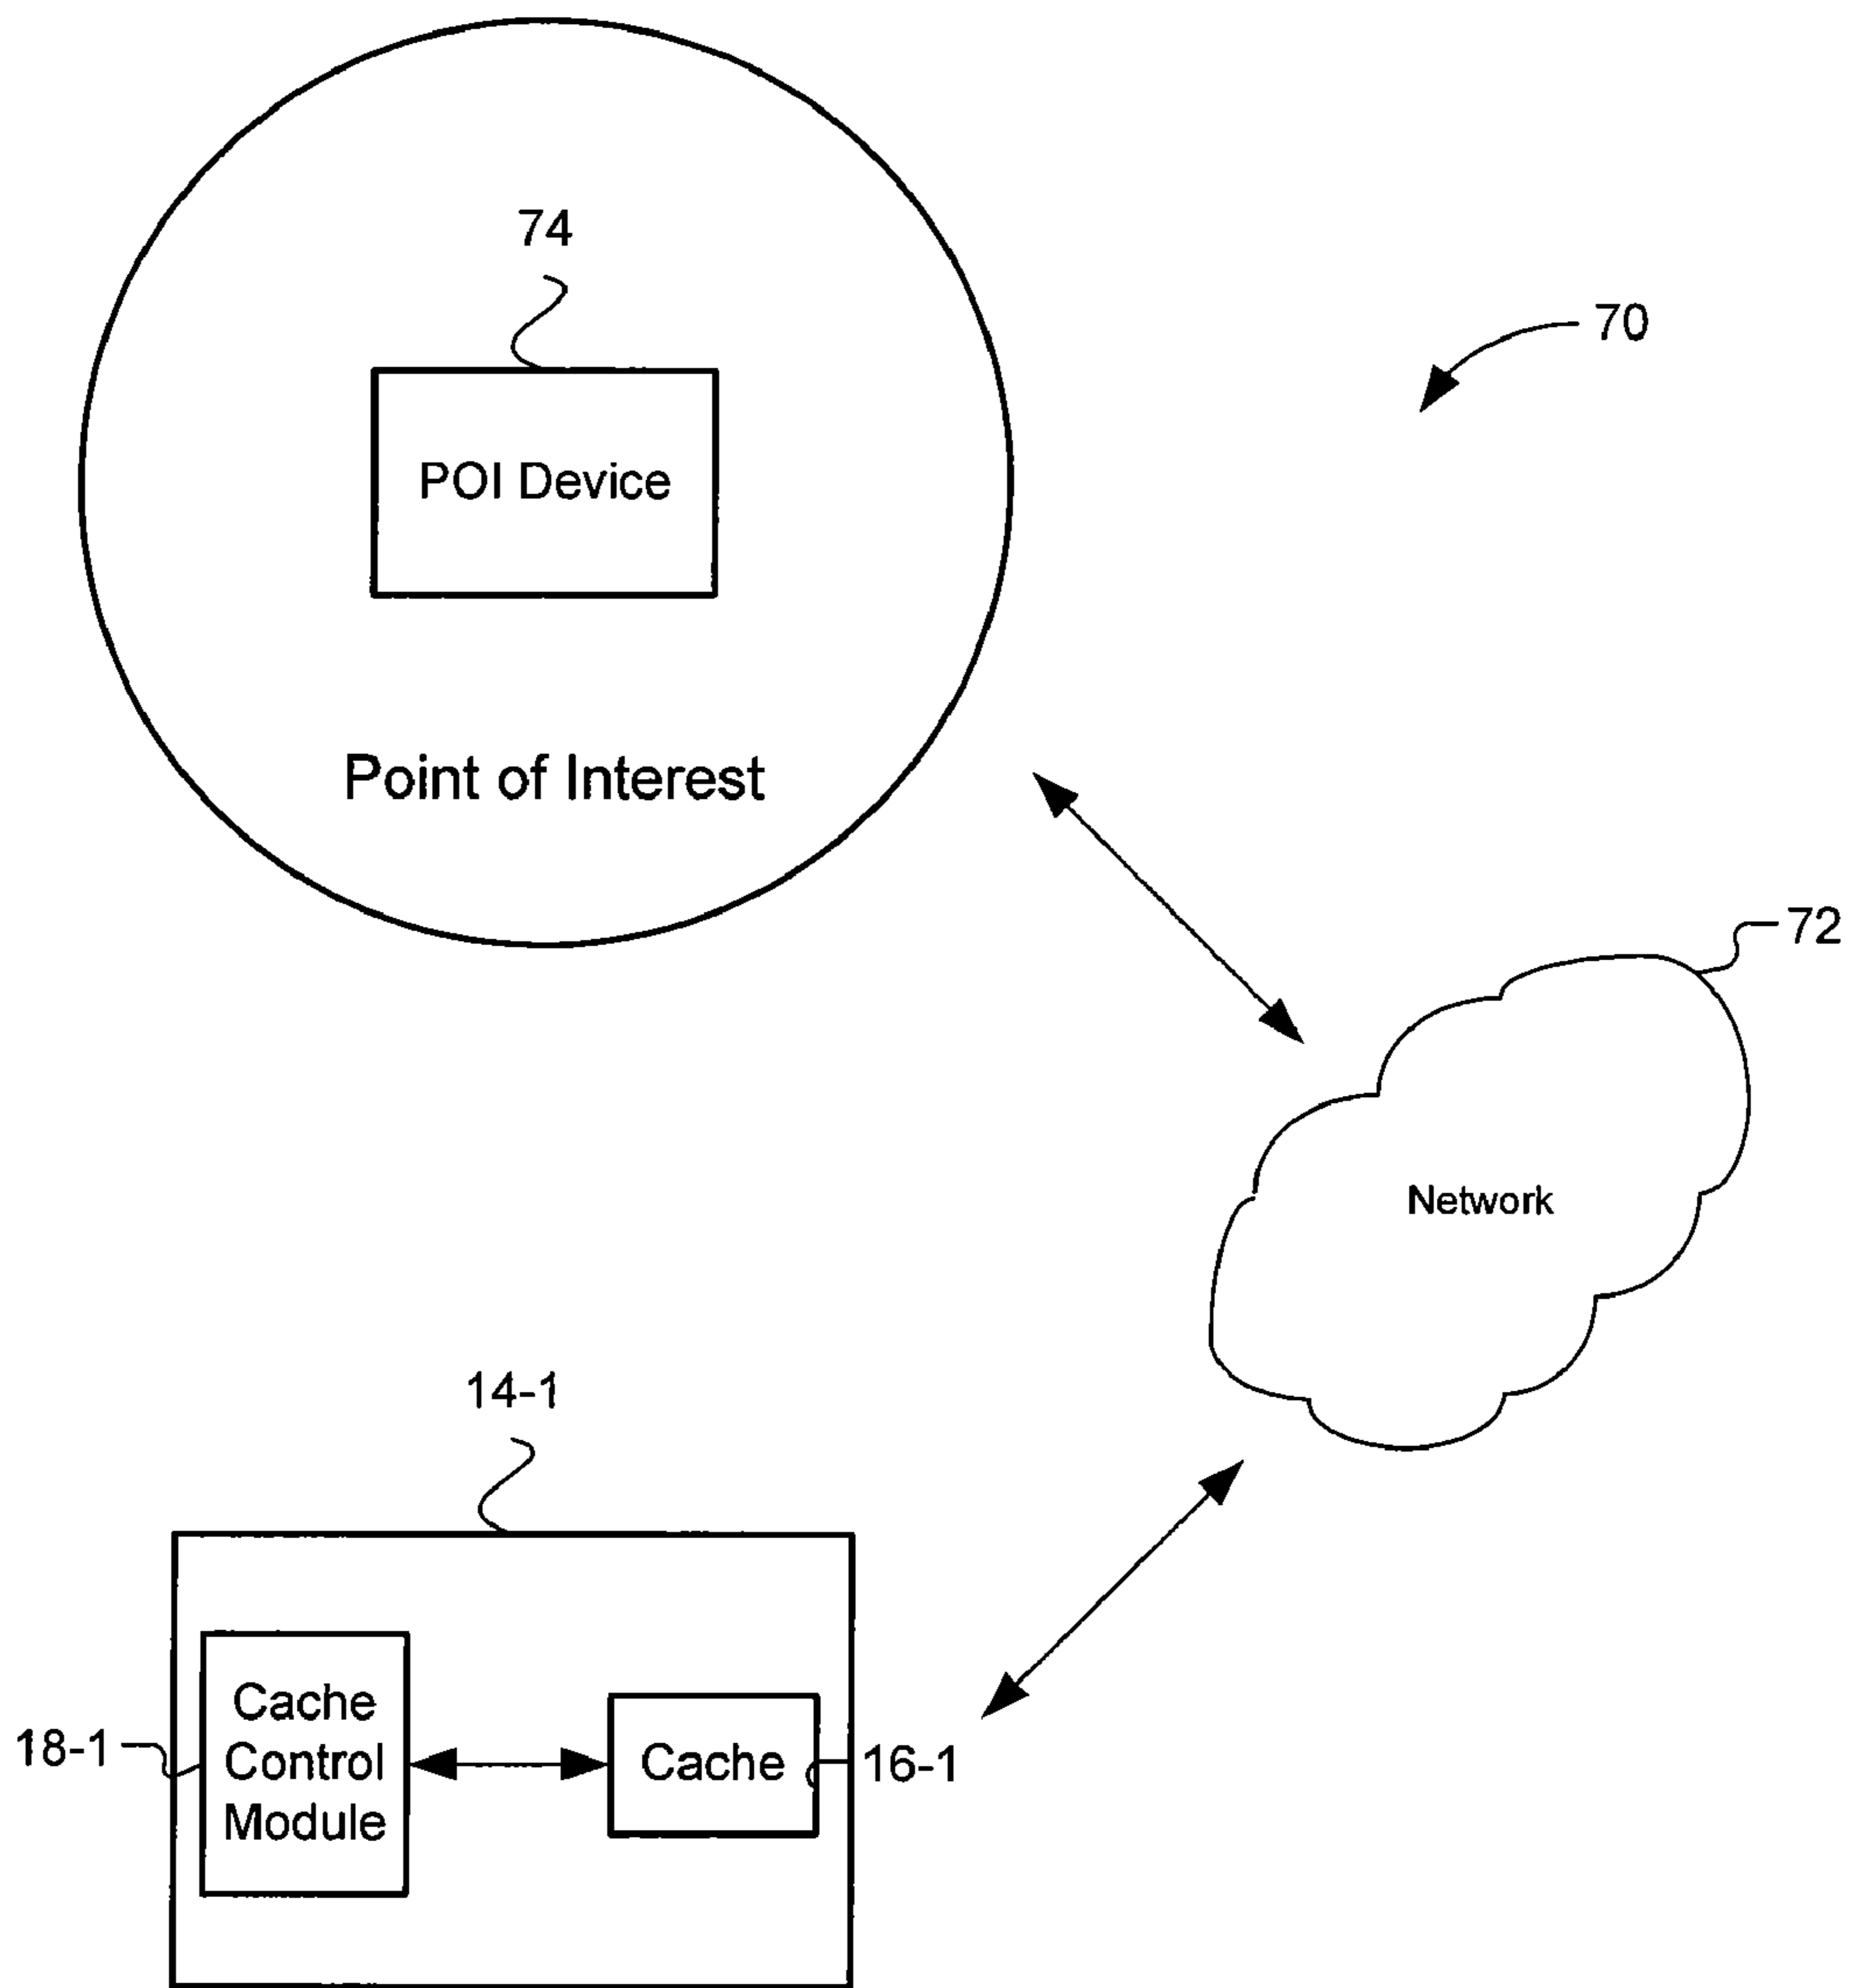 74
70
POI Device
Point of Interest
72
Network
14-1
Cache
Control
Module
18-1
Cache
16-1